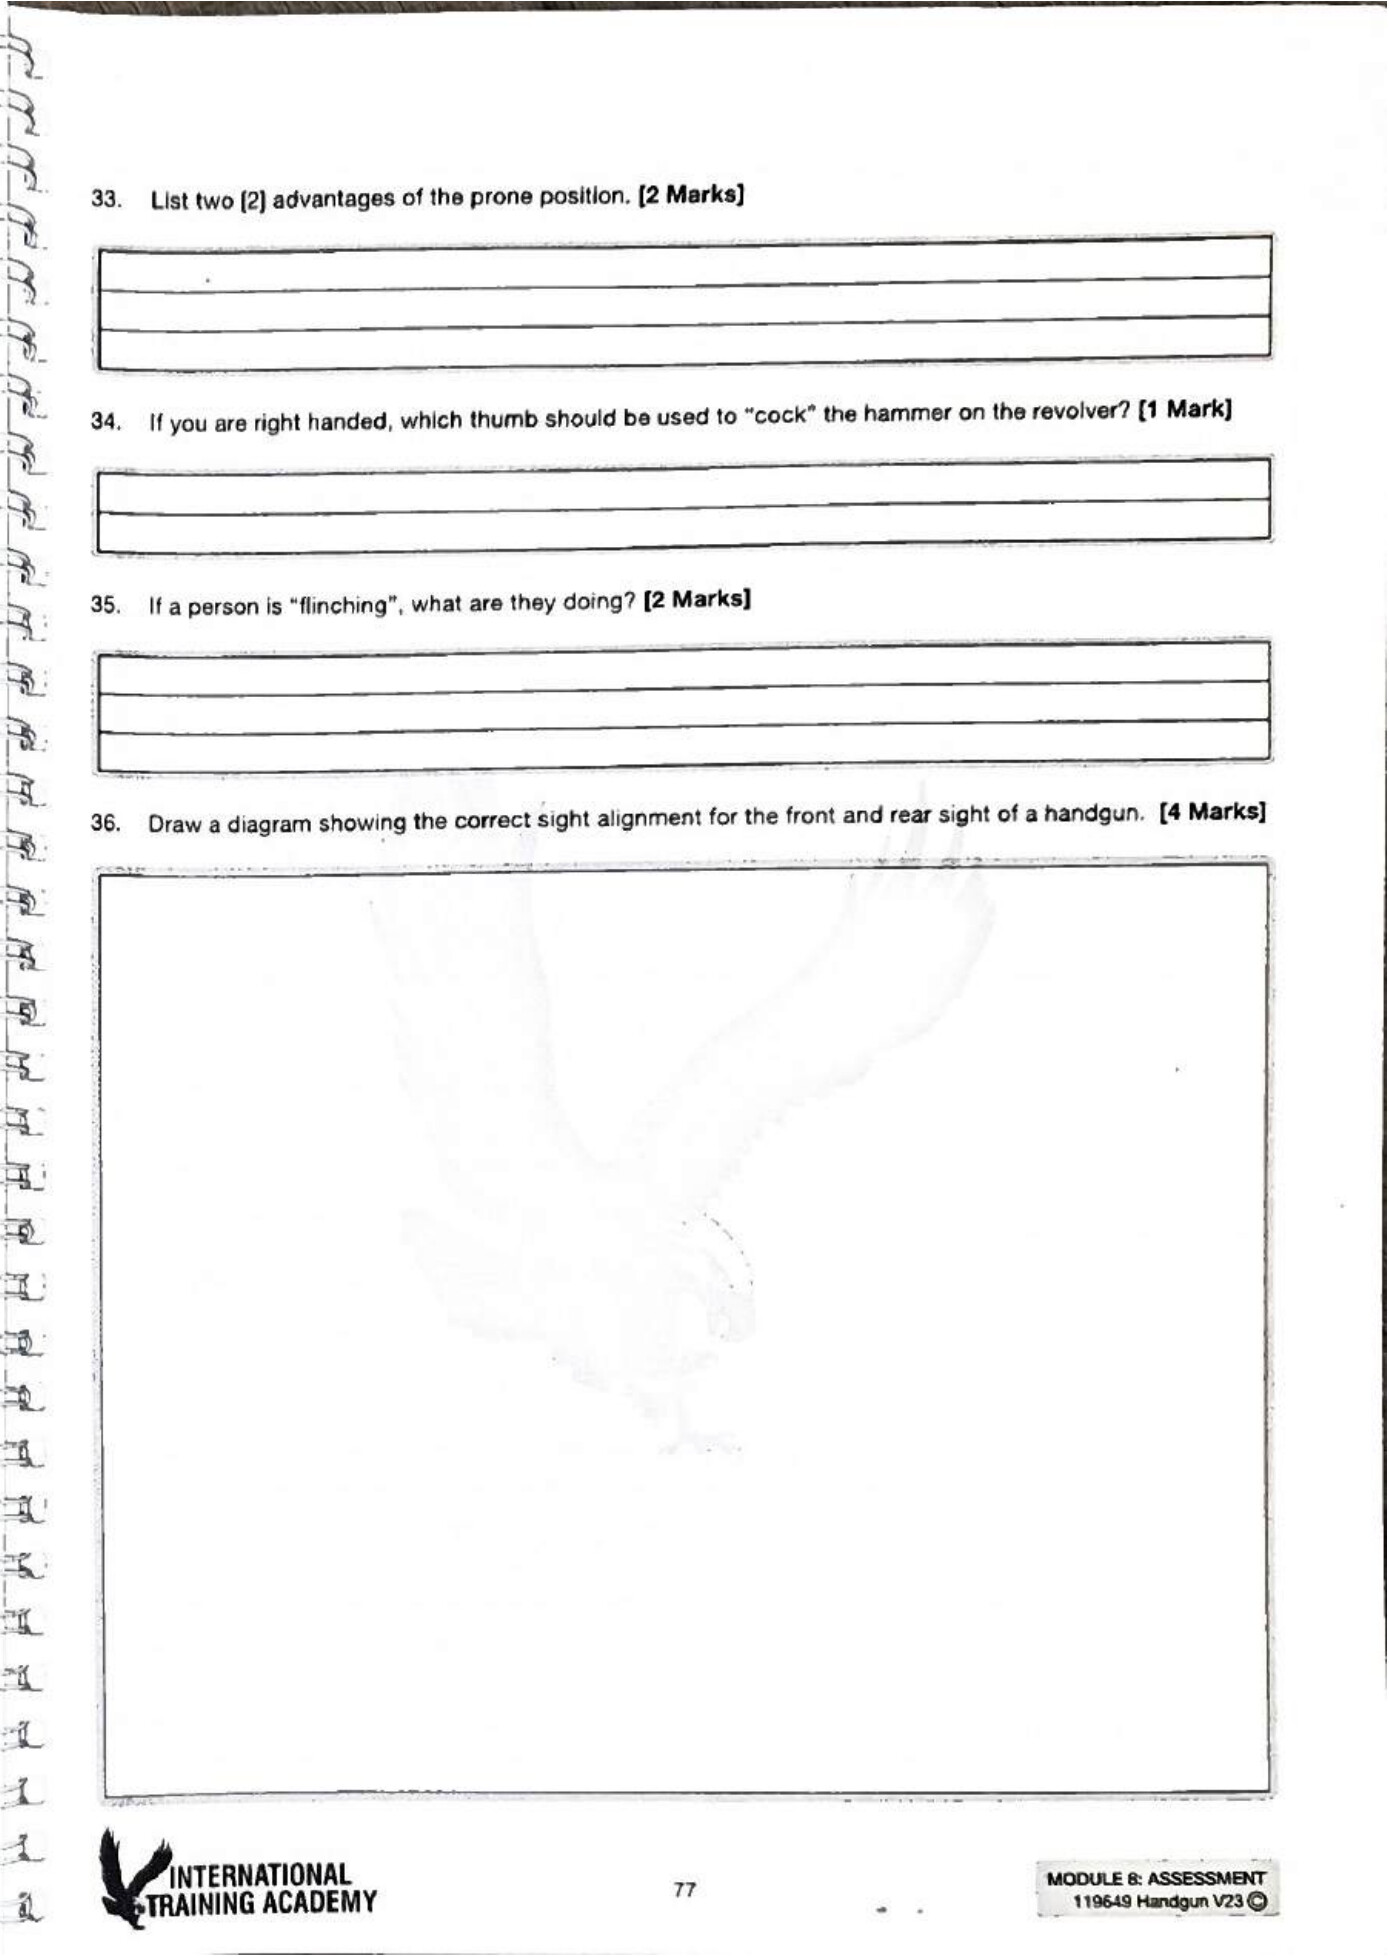 33. List two [2] advantages of the prone position. [2 Marks]
34. If you are right handed, which thumb should be used to “cock” the hammer on the revolver? [1 Mark]
35. If a person is “flinching”, what are they doing? [2 Marks]
36. Draw a diagram showing the correct sight alignment for the front and rear sight of a handgun. [4 Marks]
INTERNATIONAL
TRAINING ACADEMY
77
MODULE 8: ASSESSMENT
119649 Handgun V23 ©